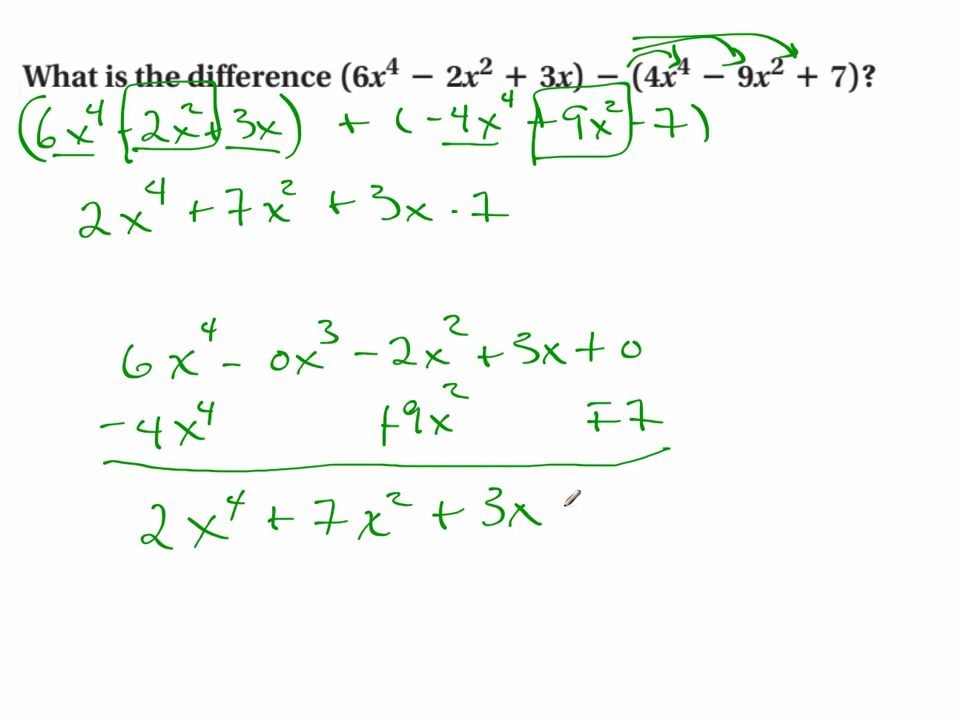 What is the difference (6x⁴ − 2x² + 3x) − (4x⁴ − 9x² + 7)?
(6x⁴ - 2x² + 3x) + (-4x⁴ + 9x² - 7)
2x⁴ + 7x² + 3x - 7
6x⁴ - 0x³ - 2x² + 3x + 0
-4x⁴ +9x² -7
2x⁴ + 7x² + 3x